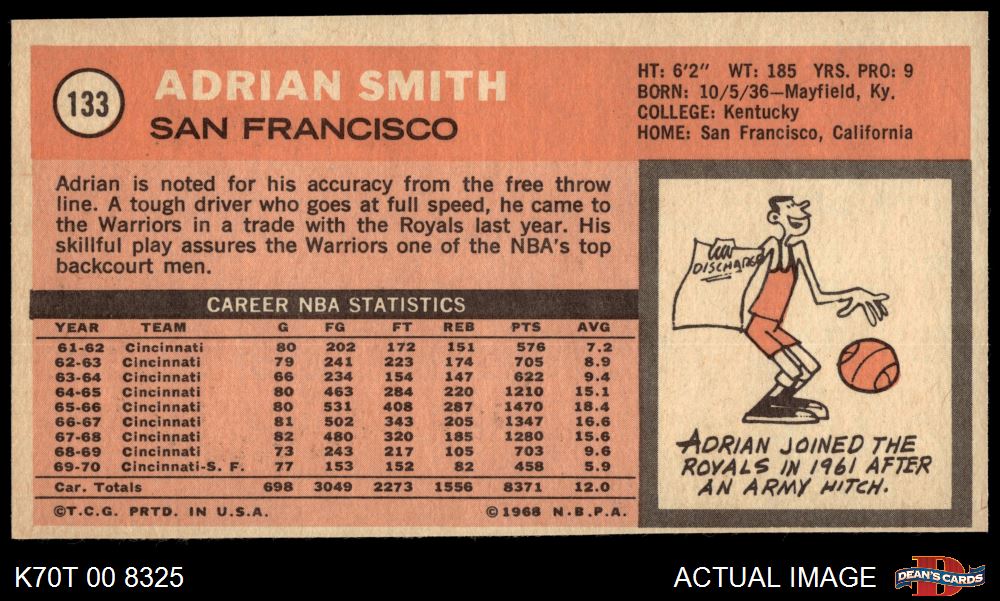 133
ADRIAN SMITH
SAN FRANCISCO
HT: 6'2" WT: 185 YRS. PRO: 9
BORN: 10/5/36—Mayfield, Ky.
COLLEGE: Kentucky
HOME: San Francisco, California
Adrian is noted for his accuracy from the free throw
line. A tough driver who goes at full speed, he came to
the Warriors in a trade with the Royals last year. His
skillful play assures the Warriors one of the NBA's top
backcourt men.
CAREER NBA STATISTICS
YEAR TEAM G FG FT REB PTS AVG
61-62 Cincinnati 80 202 172 151 576 7.2
62-63 Cincinnati 79 241 223 174 705 8.9
63-64 Cincinnati 66 234 154 147 622 9.4
64-65 Cincinnati 80 463 284 220 1210 15.1
65-66 Cincinnati 80 531 408 287 1470 18.4
66-67 Cincinnati 81 502 343 205 1347 16.6
67-68 Cincinnati 82 480 320 185 1280 15.6
68-69 Cincinnati 73 243 217 105 703 9.6
69-70 Cincinnati-S. F. 77 153 152 82 458 5.9
Car. Totals 698 3049 2273 1556 8371 12.0
©T.C.G. PRTD. IN U.S.A. ©1968 N.B.P.A.
DISCHARGE
ADRIAN JOINED THE
ROYALS IN 1961 AFTER
AN ARMY HITCH.
K70T 00 8325
ACTUAL IMAGE
D
DEAN'S CARDS